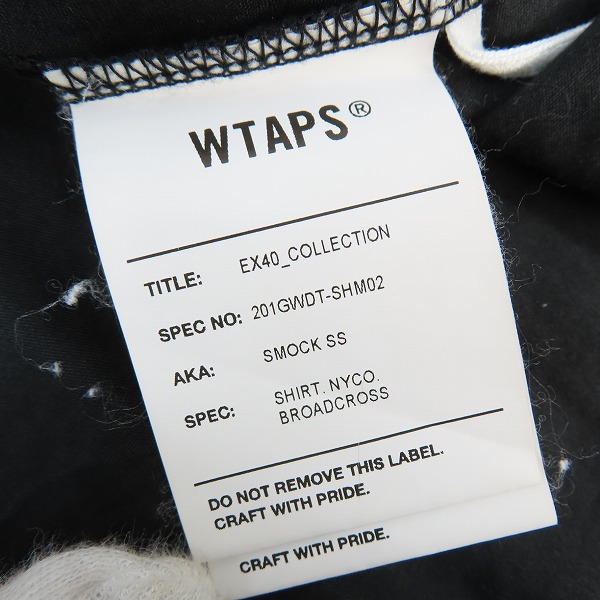 WTAPS®
TITLE: EX40_COLLECTION
SPEC NO: 201GWDT-SHM02
AKA: SMOCK SS
SPEC: SHIRT. NYCO.
BROADCROSS
DO NOT REMOVE THIS LABEL.
CRAFT WITH PRIDE.
CRAFT WITH PRIDE.